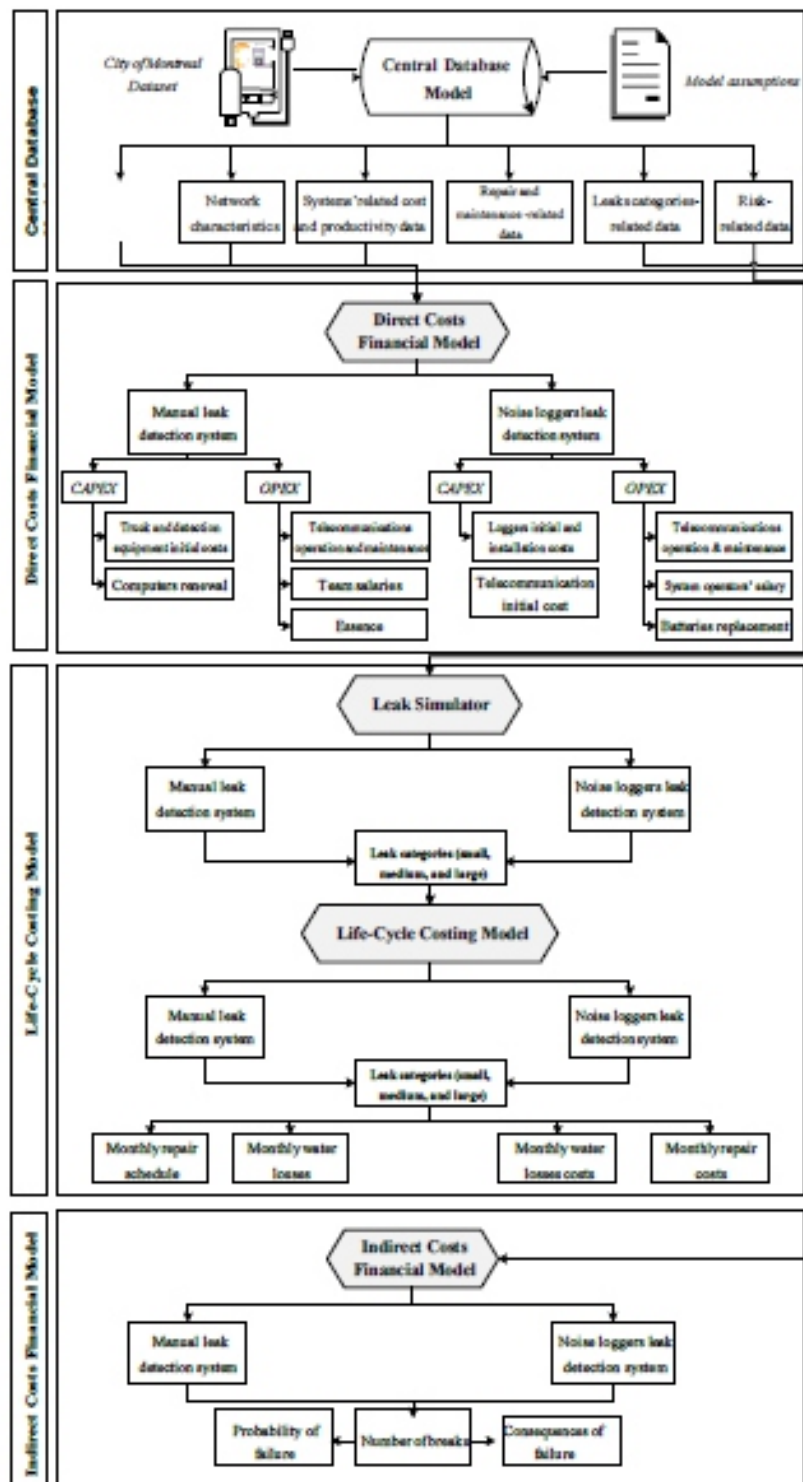 Central Database
City of Montreal
Dataset
Central Database
Model
Model assumptions
Network
characteristics
Systems' related cost
and productivity data
Repair and
maintenance -related
data
Leaks categories-
related data
Risk-
related data
Direct Costs Financial Model
Direct Costs
Financial Model
Manual leak
detection system
Noise loggers leak
detection system
CAPEX
OPEX
CAPEX
OPEX
Truck and detection
equipment initial costs
Computers renewal
Telecommunications
operation and maintenance
Team salaries
Essence
Loggers initial and
installation costs
Telecommunication
initial cost
Telecommunications
operation & maintenance
System operators' salary
Batteries replacement
Life-Cycle Costing Model
Leak Simulator
Manual leak
detection system
Noise loggers leak
detection system
Leak categories (small,
medium, and large)
Life-Cycle Costing Model
Manual leak
detection system
Noise loggers leak
detection system
Leak categories (small,
medium, and large)
Monthly repair
schedule
Monthly water
losses
Monthly water
losses costs
Monthly repair
costs
Indirect Costs Financial Model
Indirect Costs
Financial Model
Manual leak
detection system
Noise loggers leak
detection system
Probability of
failure
Number of breaks
Consequences of
failure